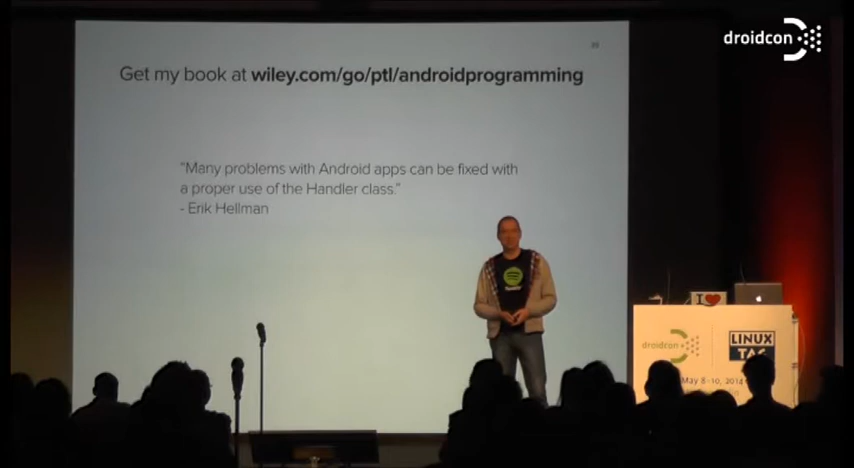 droidcon
Get my book at wiley.com/go/ptl/androidprogramming
"Many problems with Android apps can be fixed with
a proper use of the Handler class."
- Erik Hellman
I
droidcon
LINUX
TAG
May 8-10, 2014